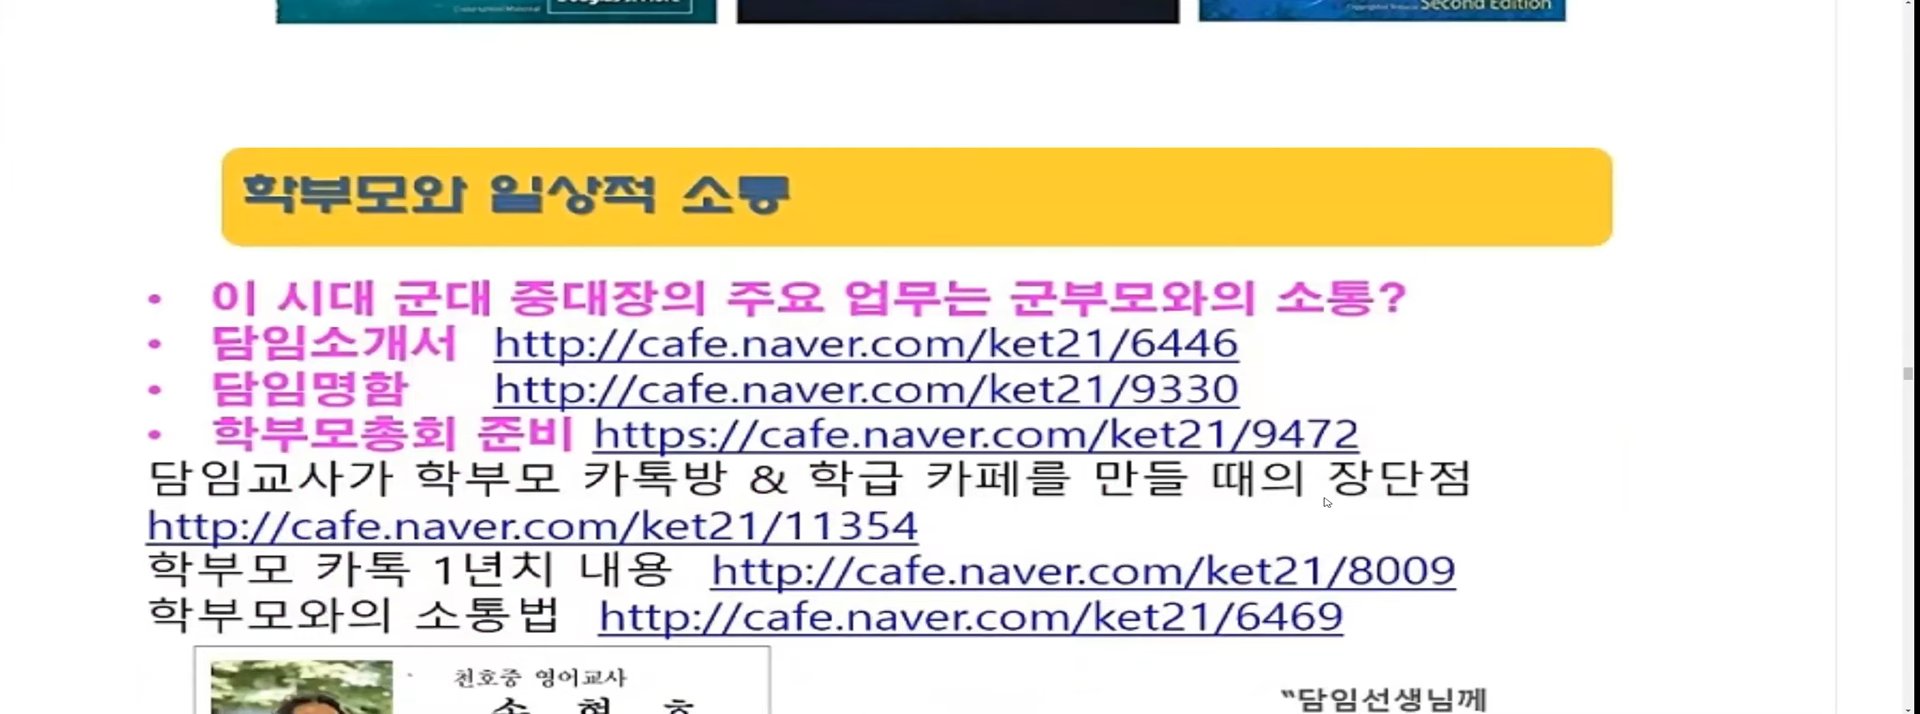 Second Edition
학부모와 일상적 소통
• 이 시대 군대 중대장의 주요 업무는 군부모와의 소통?
• 담임소개서 http://cafe.naver.com/ket21/6446
• 담임명함 http://cafe.naver.com/ket21/9330
• 학부모총회 준비 https://cafe.naver.com/ket21/9472
담임교사가 학부모 카톡방 & 학급 카페를 만들 때의 장단점
http://cafe.naver.com/ket21/11354
학부모 카톡 1년치 내용 http://cafe.naver.com/ket21/8009
학부모와의 소통법 http://cafe.naver.com/ket21/6469
천호중 영어교사
"담임선생님께